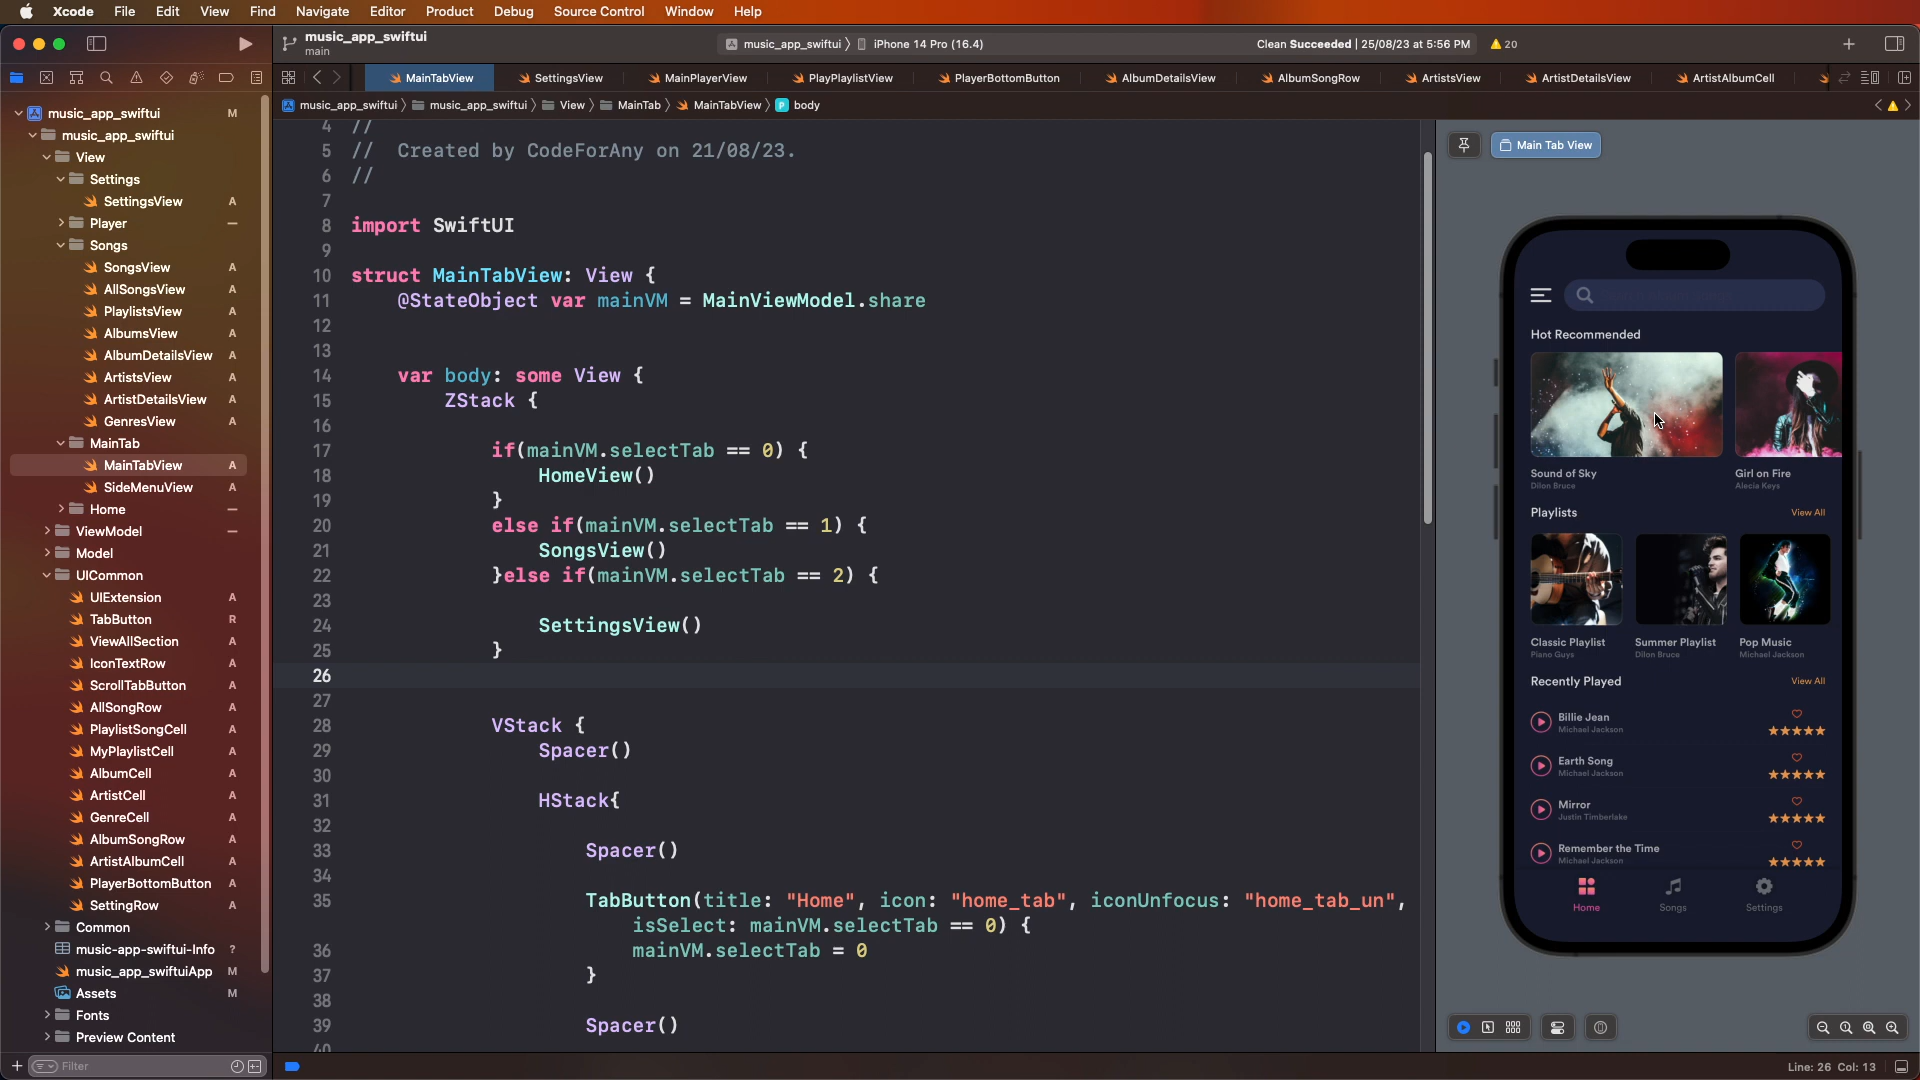 Xcode File Edit View Find Navigate Editor Product Debug Source Control Window Help
music_app_swiftui
main
music_app_swiftui
iPhone 14 Pro (16.4)
Clean Succeeded | 25/08/23 at 5:56 PM
20
MainTabView
SettingsView
MainPlayerView
PlayPlaylistView
PlayerBottomButton
AlbumDetailsView
AlbumSongRow
ArtistsView
ArtistDetailsView
ArtistAlbumCell
music_app_swiftui
music_app_swiftui
View
MainTab
MainTabView
P body
music_app_swiftui M
music_app_swiftui
View
Settings
SettingsView A
Player
Songs
SongsView A
AllSongsView A
PlaylistsView A
AlbumsView A
AlbumDetailsView A
ArtistsView A
ArtistDetailsView A
GenresView A
MainTab
MainTabView A
SideMenuView A
Home
ViewModel
Model
UICommon
UIExtension A
TabButton R
ViewAllSection A
IconTextRow A
ScrollTabButton A
AllSongRow A
PlaylistSongCell A
MyPlaylistCell A
AlbumCell A
ArtistCell A
GenreCell A
AlbumSongRow A
ArtistAlbumCell A
PlayerBottomButton A
SettingRow A
Common
music-app-swiftui-Info ?
music_app_swiftuiApp M
Assets M
Fonts
Preview Content
Filter
4 //
5 // Created by CodeForAny on 21/08/23.
6 //
7
8 import SwiftUI
9
10 struct MainTabView: View {
11 @StateObject var mainVM = MainViewModel.share
12
13
14 var body: some View {
15 ZStack {
16
17 if(mainVM.selectTab == 0) {
18 HomeView()
19 }
20 else if(mainVM.selectTab == 1) {
21 SongsView()
22 }else if(mainVM.selectTab == 2) {
23
24 SettingsView()
25 }
26
27
28 VStack {
29 Spacer()
30
31 HStack{
32
33 Spacer()
34
35 TabButton(title: "Home", icon: "home_tab", iconUnfocus: "home_tab_un",
isSelect: mainVM.selectTab == 0) {
36 mainVM.selectTab = 0
37 }
38
39 Spacer()
40
Main Tab View
Hot Recommended
Sound of Sky
Dilon Bruce
Girl on Fire
Alecia Keys
Playlists
View All
Classic Playlist
Piano Guys
Summer Playlist
Dilon Bruce
Pop Music
Michael Jackson
Recently Played
View All
Billie Jean
Michael Jackson
Earth Song
Michael Jackson
Mirror
Justin Timberlake
Remember the Time
Michael Jackson
Home
Songs
Settings
Line: 26 Col: 13